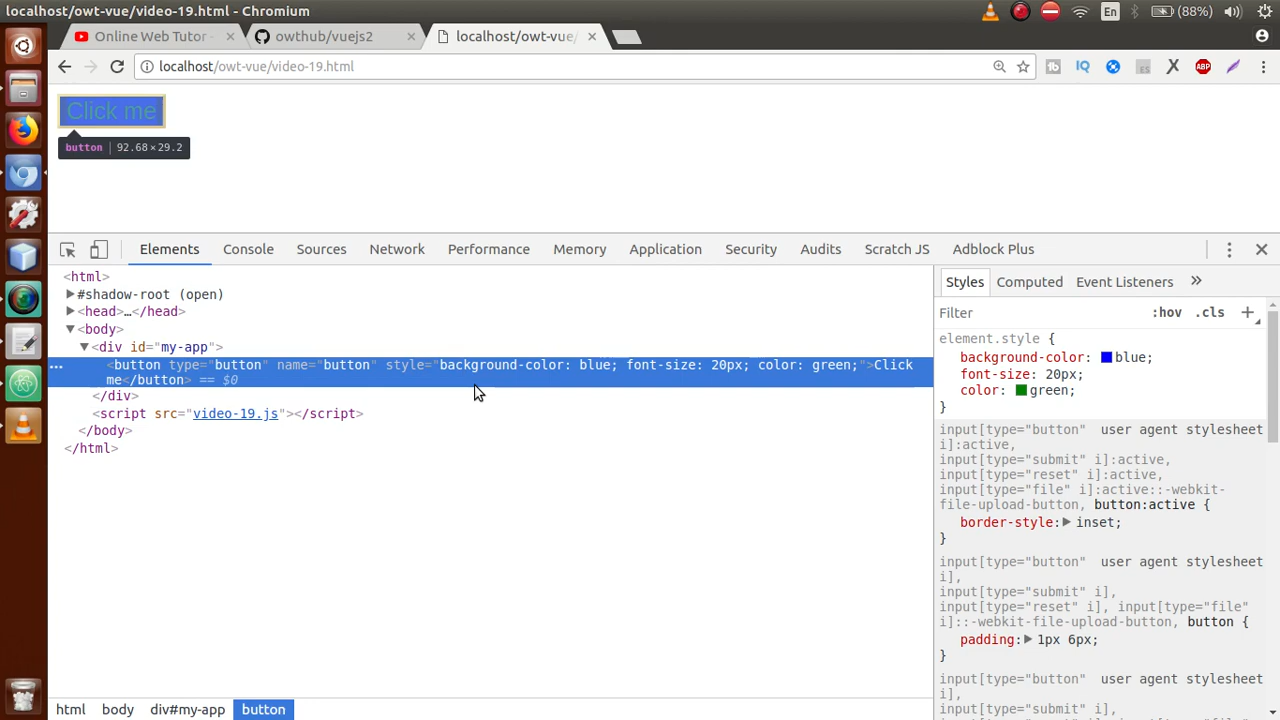 localhost/owt-vue/video-19.html - Chromium
En
(88%)
Online Web Tutor -
owthub/vuejs2
localhost/owt-vue/
localhost/owt-vue/video-19.html
IQ
ABP
Click me
button | 92.68×29.2
Elements Console Sources Network Performance Memory Application Security Audits Scratch JS Adblock Plus
<html>
#shadow-root (open)
<head>…</head>
<body>
<div id="my-app">
<button type="button" name="button" style="background-color: blue; font-size: 20px; color: green;">Click
me</button> == $0
</div>
<script src="video-19.js"></script>
</body>
</html>
html body div#my-app button
Styles Computed Event Listeners »
Filter :hov .cls +
element.style {
background-color: blue;
font-size: 20px;
color: green;
}
input[type="button" user agent stylesheet
i]:active,
input[type="submit" i]:active,
input[type="reset" i]:active,
input[type="file" i]:active::-webkit-
file-upload-button, button:active {
border-style: inset;
}
input[type="button" user agent stylesheet
i],
input[type="submit" i],
input[type="reset" i], input[type="file"
i]::-webkit-file-upload-button, button {
padding: 1px 6px;
}
input[type="button" user agent stylesheet
i],
input[type="submit" i],